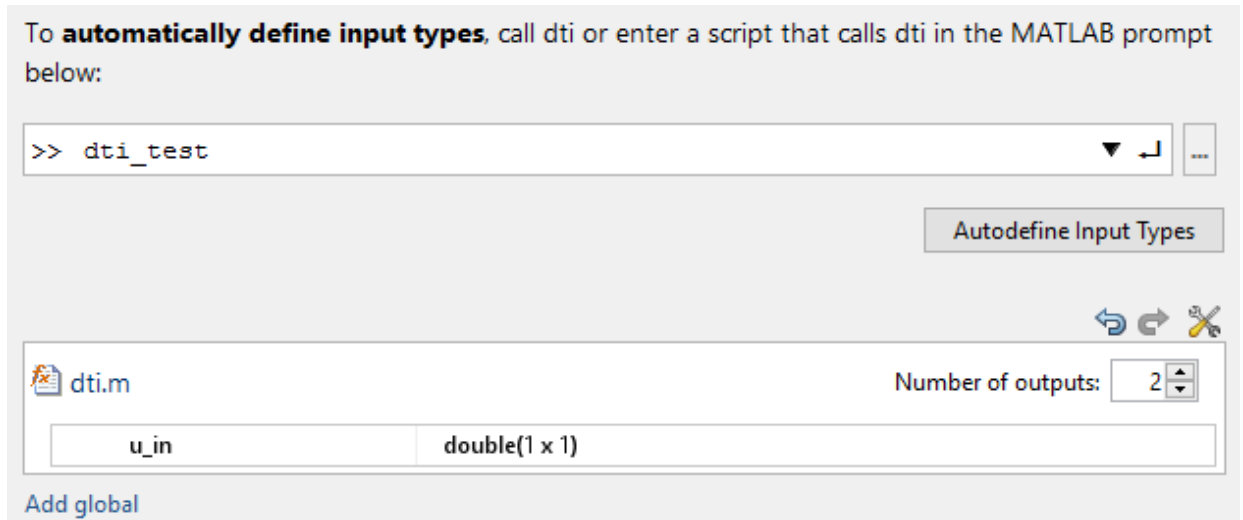 To automatically define input types, call dti or enter a script that calls dti in the MATLAB prompt
below:
>> dti_test
...
Autodefine Input Types
dti.m Number of outputs: 2
u_in double(1 x 1)
Add global